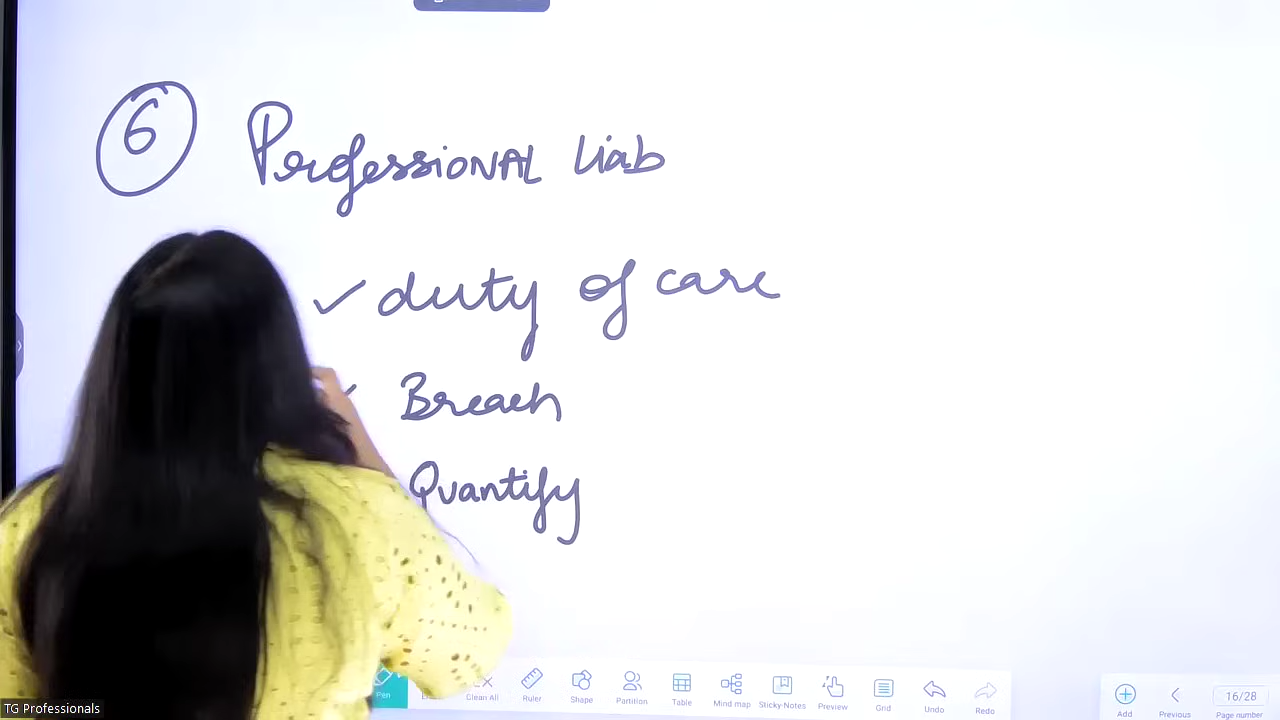 6 Professional Liab
✓ duty of care
✓ Breach
Quantify
Pen
Clean All
Ruler
Shape
Partition
Table
Mind map
Sticky-Notes
Preview
Grid
Undo
Redo
Add
Previous
16/28
Page number
TG Professionals